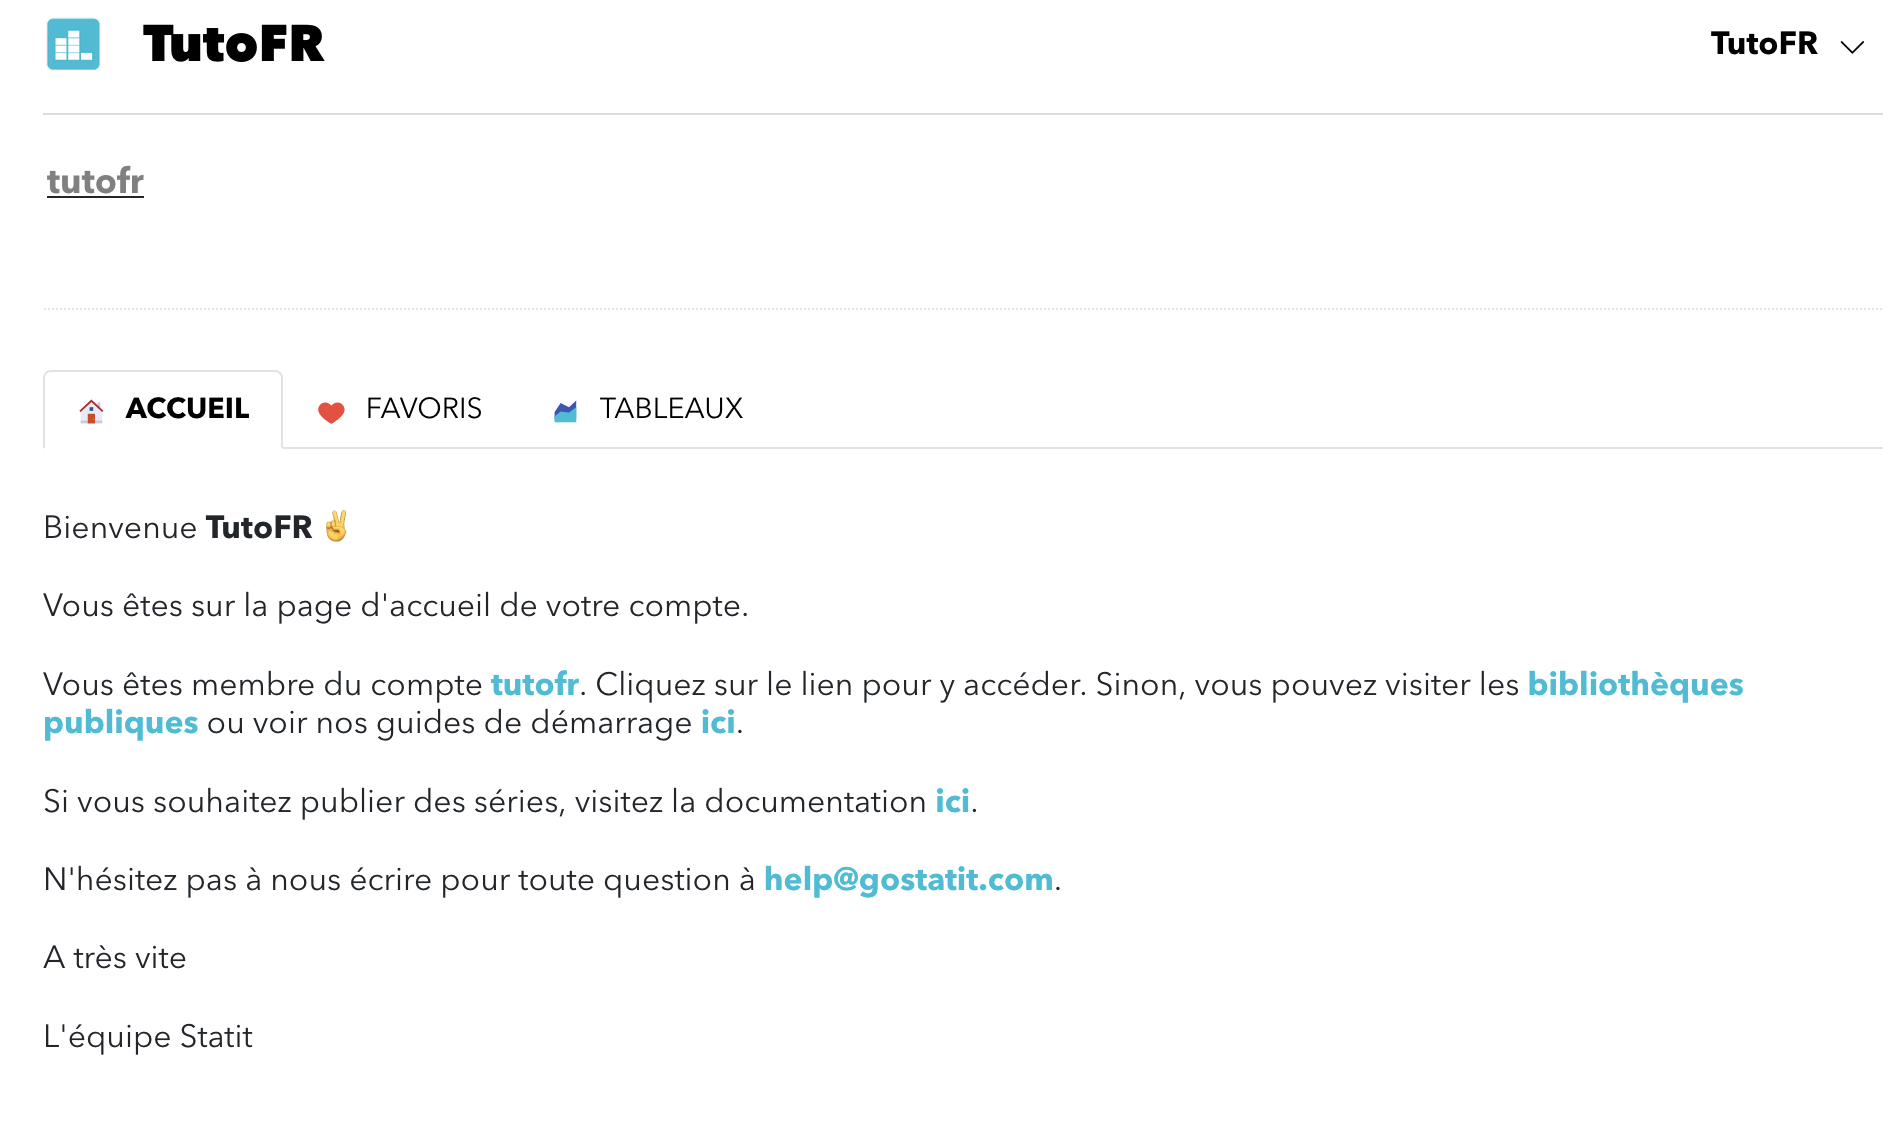 TutoFR
TutoFR
tutofr
ACCUEIL FAVORIS TABLEAUX
Bienvenue TutoFR ✌️
Vous êtes sur la page d'accueil de votre compte.
Vous êtes membre du compte tutofr. Cliquez sur le lien pour y accéder. Sinon, vous pouvez visiter les bibliothèques
publiques ou voir nos guides de démarrage ici.
Si vous souhaitez publier des séries, visitez la documentation ici.
N'hésitez pas à nous écrire pour toute question à help@gostatit.com.
A très vite
L'équipe Statit